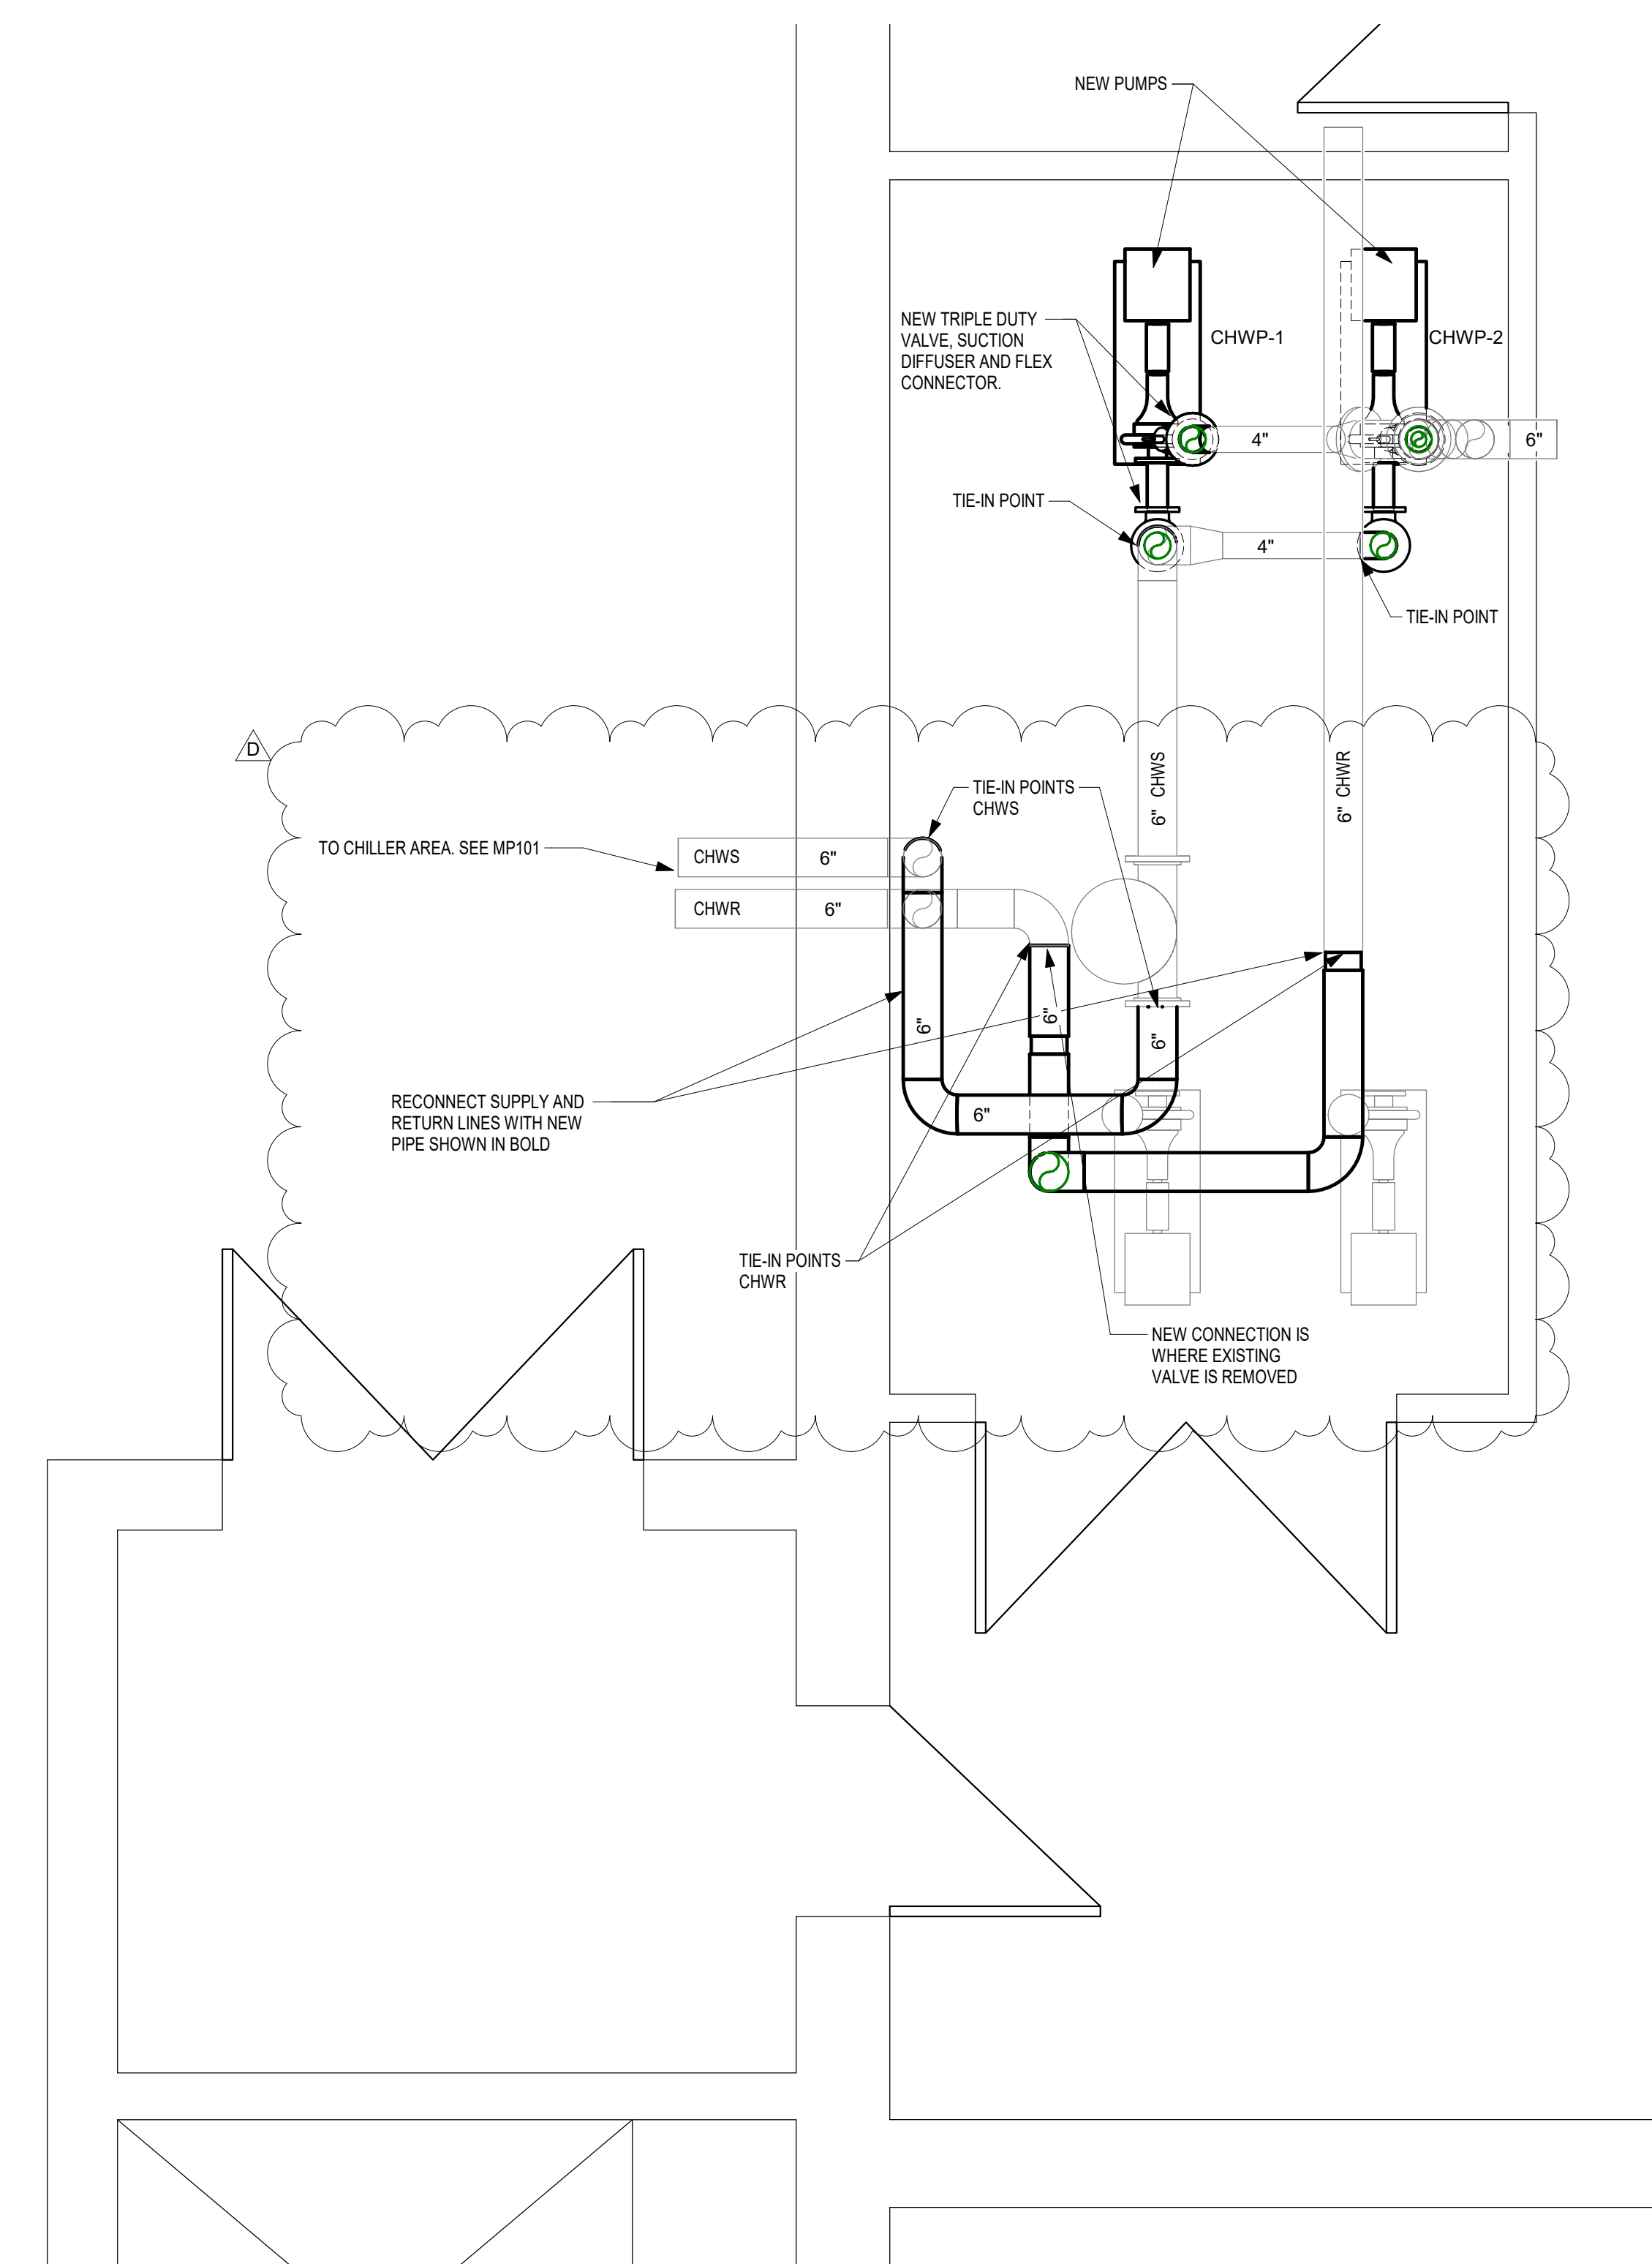 NEW PUMPS
NEW TRIPLE DUTY
VALVE, SUCTION
DIFFUSER AND FLEX
CONNECTOR.
CHWP-1
CHWP-2
4"
6"
TIE-IN POINT
4"
TIE-IN POINT
D
6" CHWS
6" CHWR
TIE-IN POINTS
CHWS
TO CHILLER AREA. SEE MP101
CHWS
6"
CHWR
6"
6"
6"
6"
RECONNECT SUPPLY AND
RETURN LINES WITH NEW
PIPE SHOWN IN BOLD
6"
TIE-IN POINTS
CHWR
NEW CONNECTION IS
WHERE EXISTING
VALVE IS REMOVED